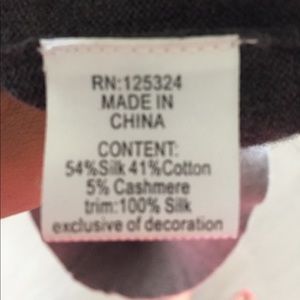 RN:125324
MADE IN
CHINA
CONTENT:
54%Silk 41%Cotton
5% Cashmere
trim:100% Silk
exclusive of decoration